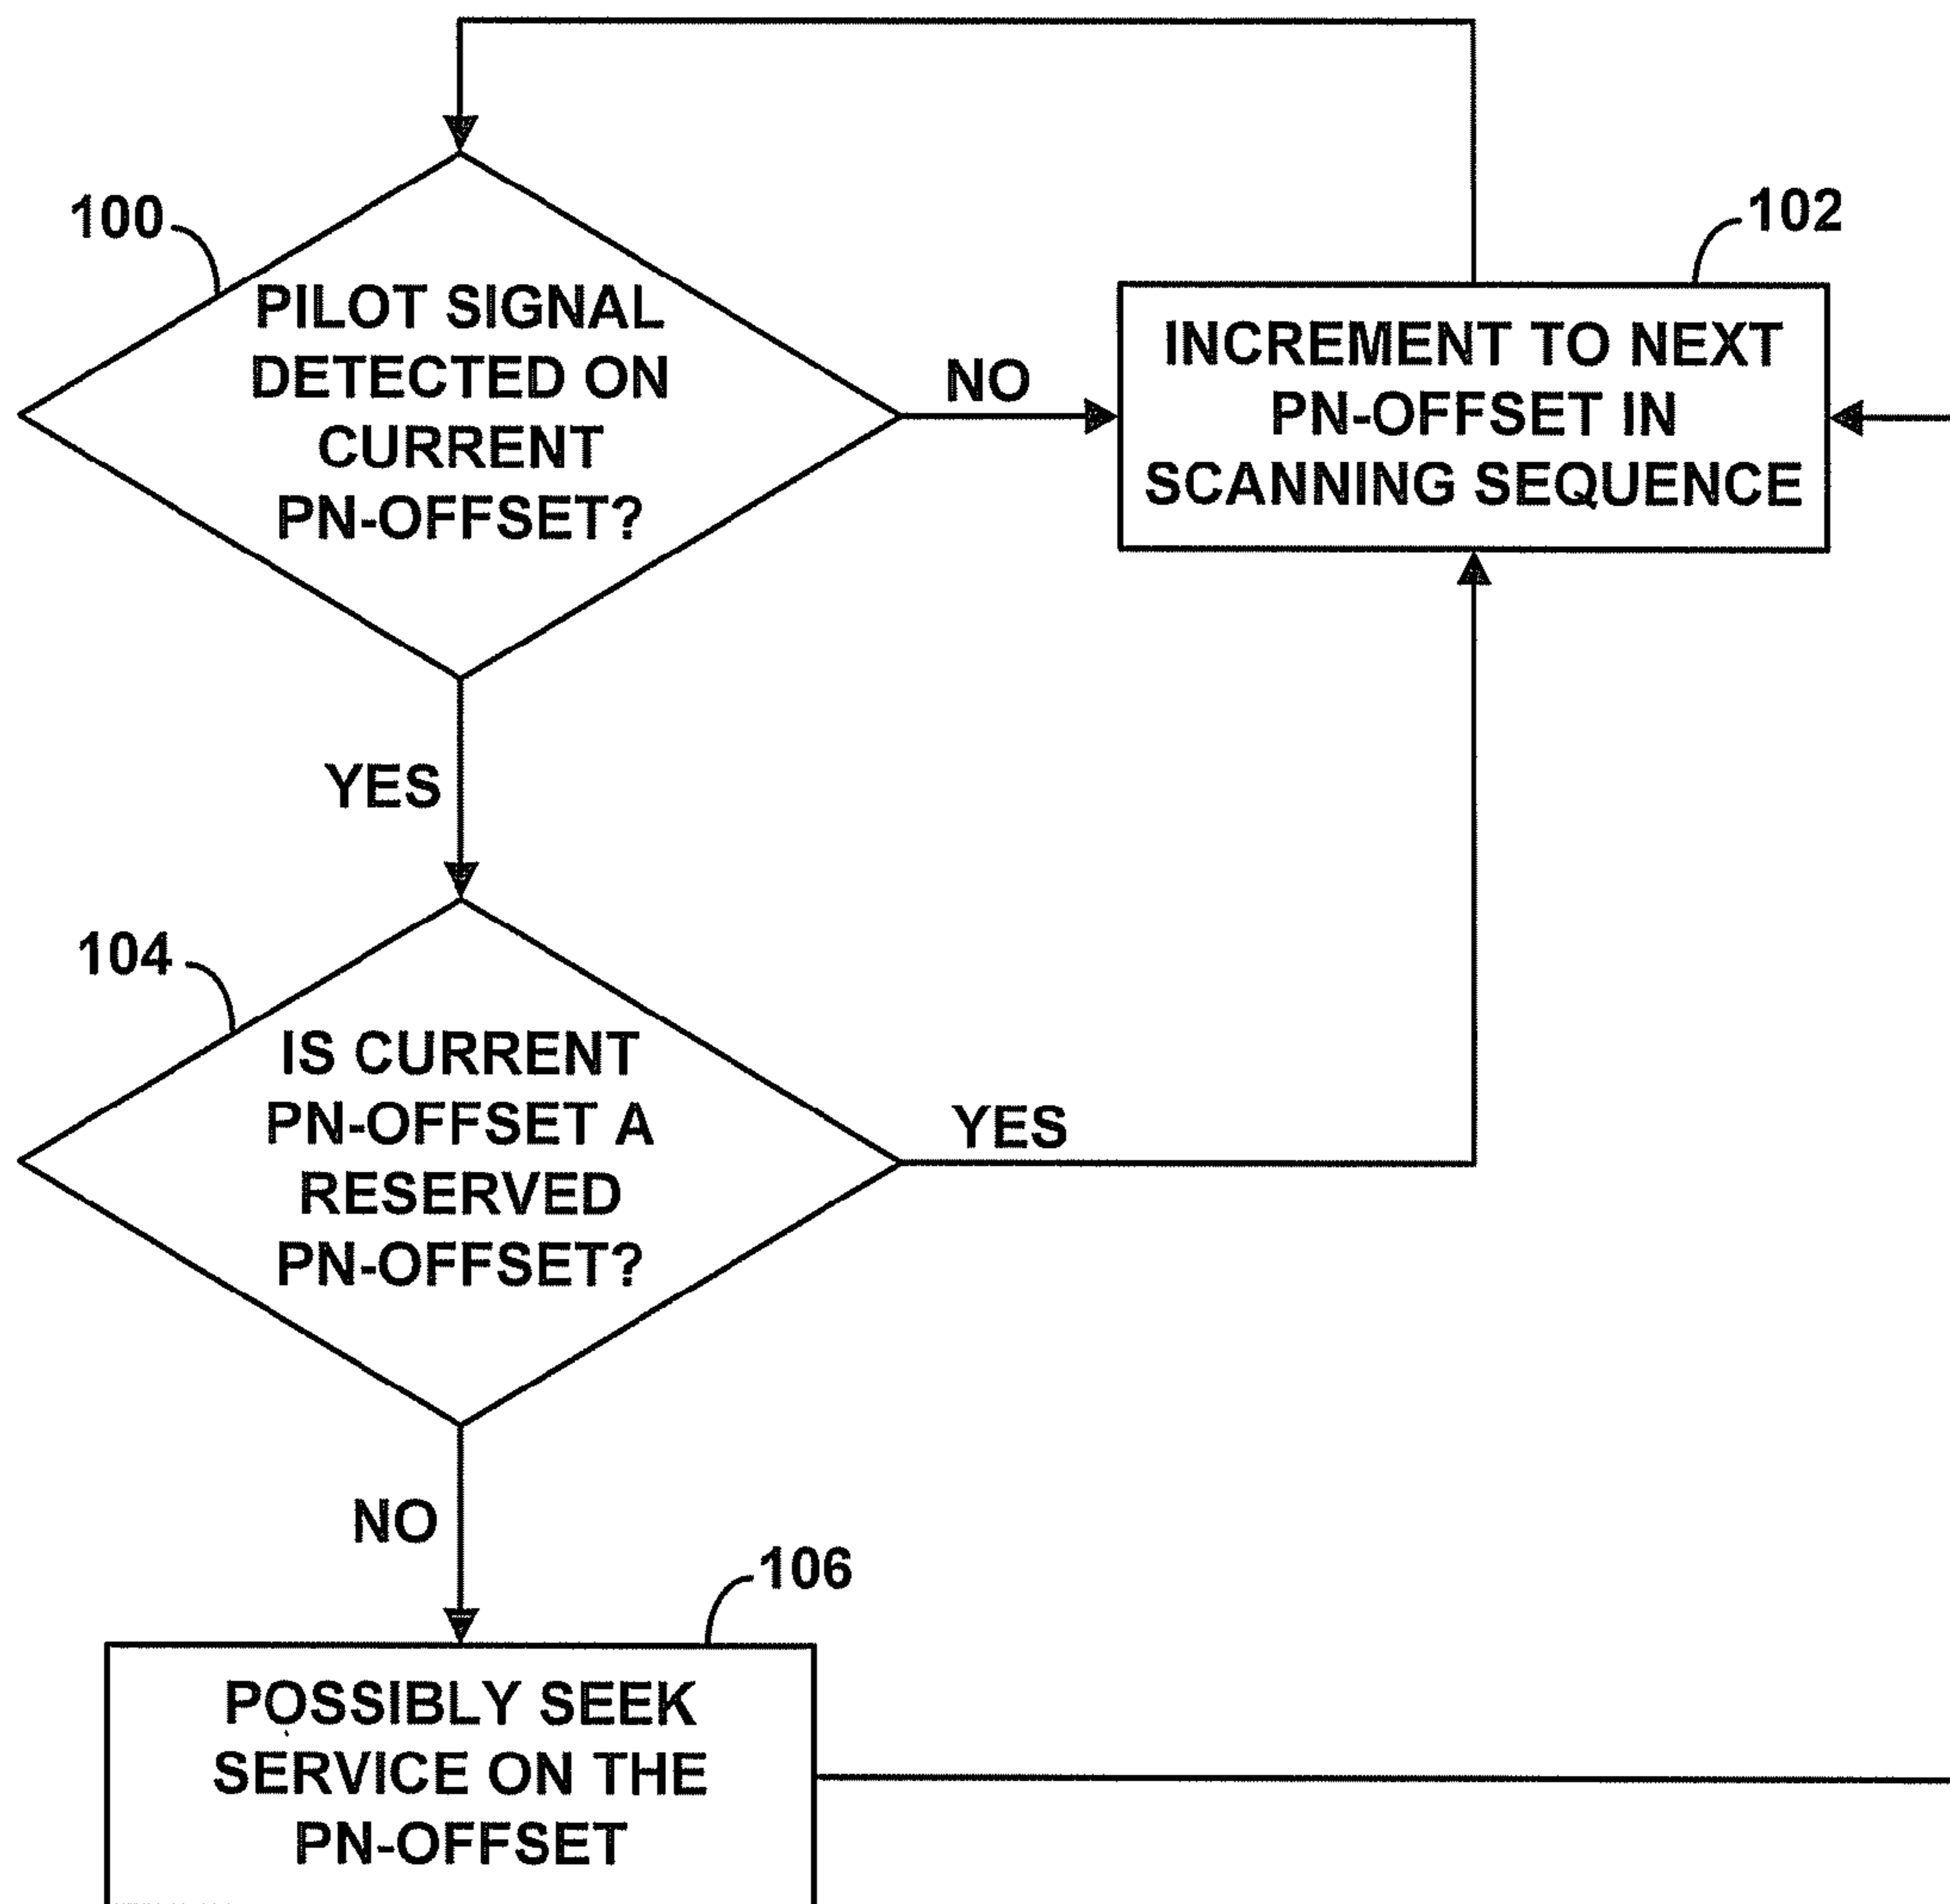 100
PILOT SIGNAL
DETECTED ON
CURRENT
PN-OFFSET?
NO
102
INCREMENT TO NEXT
PN-OFFSET IN
SCANNING SEQUENCE
YES
104
IS CURRENT
PN-OFFSET A
RESERVED
PN-OFFSET?
YES
NO
106
POSSIBLY SEEK
SERVICE ON THE
PN-OFFSET